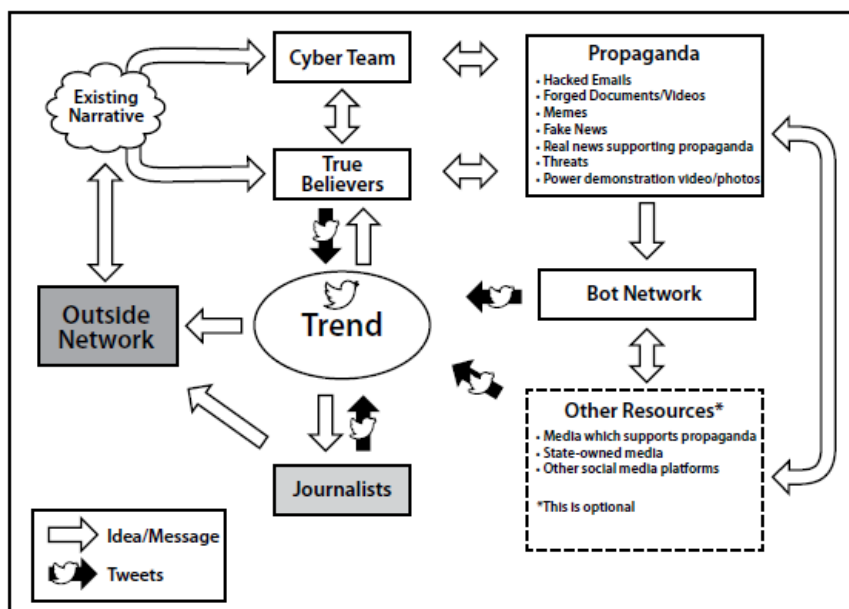 Cyber Team
Existing
Narrative
True
Believers
Propaganda
• Hacked Emails
• Forged Documents/Videos
• Memes
• Fake News
• Real news supporting propaganda
• Threats
• Power demonstration video/photos
Outside
Network
Trend
Bot Network
Journalists
Other Resources*
• Media which supports propaganda
• State-owned media
• Other social media platforms
*This is optional
Idea/Message
Tweets